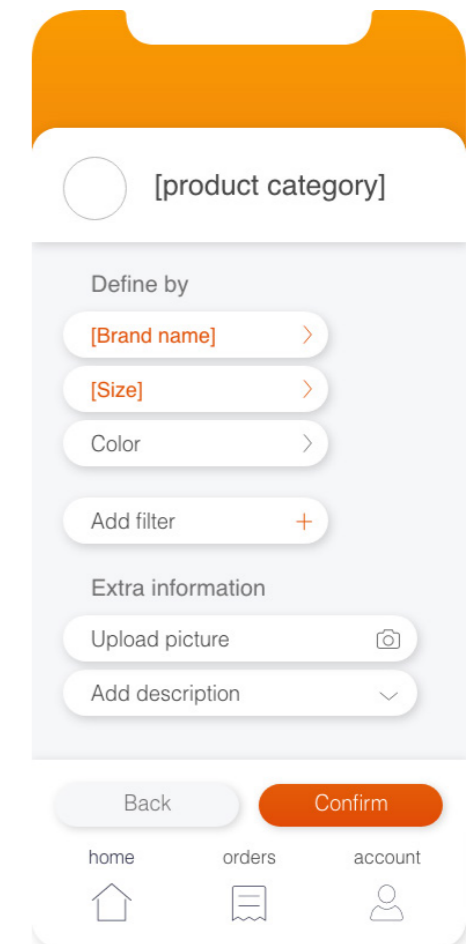 [product category]
Define by
[Brand name]
[Size]
Color
Add filter
Extra information
Upload picture
Add description
Back Confirm
home orders account